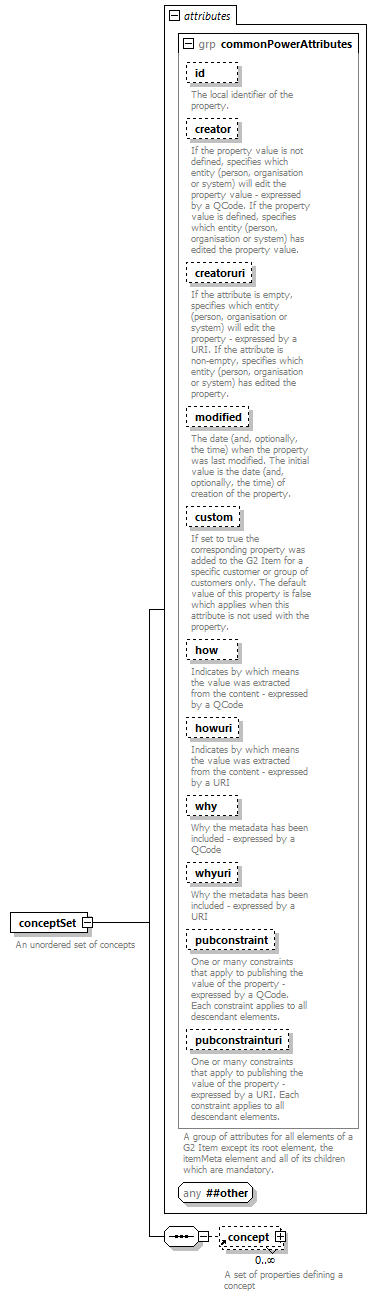 attributes
grp commonPowerAttributes
id
The local identifier of the
property.
creator
If the property value is not
defined, specifies which
entity (person, organisation
or system) will edit the
property value - expressed
by a QCode. If the property
value is defined, specifies
which entity (person,
organisation or system) has
edited the property value.
creatoruri
If the attribute is empty,
specifies which entity
(person, organisation or
system) will edit the
property - expressed by a
URI. If the attribute is
non-empty, specifies which
entity (person, organisation
or system) has edited the
property.
modified
The date (and, optionally,
the time) when the property
was last modified. The initial
value is the date (and,
optionally, the time) of
creation of the property.
custom
If set to true the
corresponding property was
added to the G2 Item for a
specific customer or group of
customers only. The default
value of this property is false
which applies when this
attribute is not used with the
property.
how
Indicates by which means
the value was extracted
from the content - expressed
by a QCode
howuri
Indicates by which means
the value was extracted
from the content - expressed
by a URI
why
Why the metadata has been
included - expressed by a
QCode
whyuri
Why the metadata has been
included - expressed by a
URI
pubconstraint
One or many constraints
that apply to publishing the
value of the property -
expressed by a QCode.
Each constraint applies to all
descendant elements.
pubconstrainturi
One or many constraints
that apply to publishing the
value of the property -
expressed by a URI. Each
constraint applies to all
descendant elements.
A group of attributes for all elements of a
G2 Item except its root element, the
itemMeta element and all of its children
which are mandatory.
any ##other
conceptSet
An unordered set of concepts
concept
0..∞
A set of properties defining a
concept